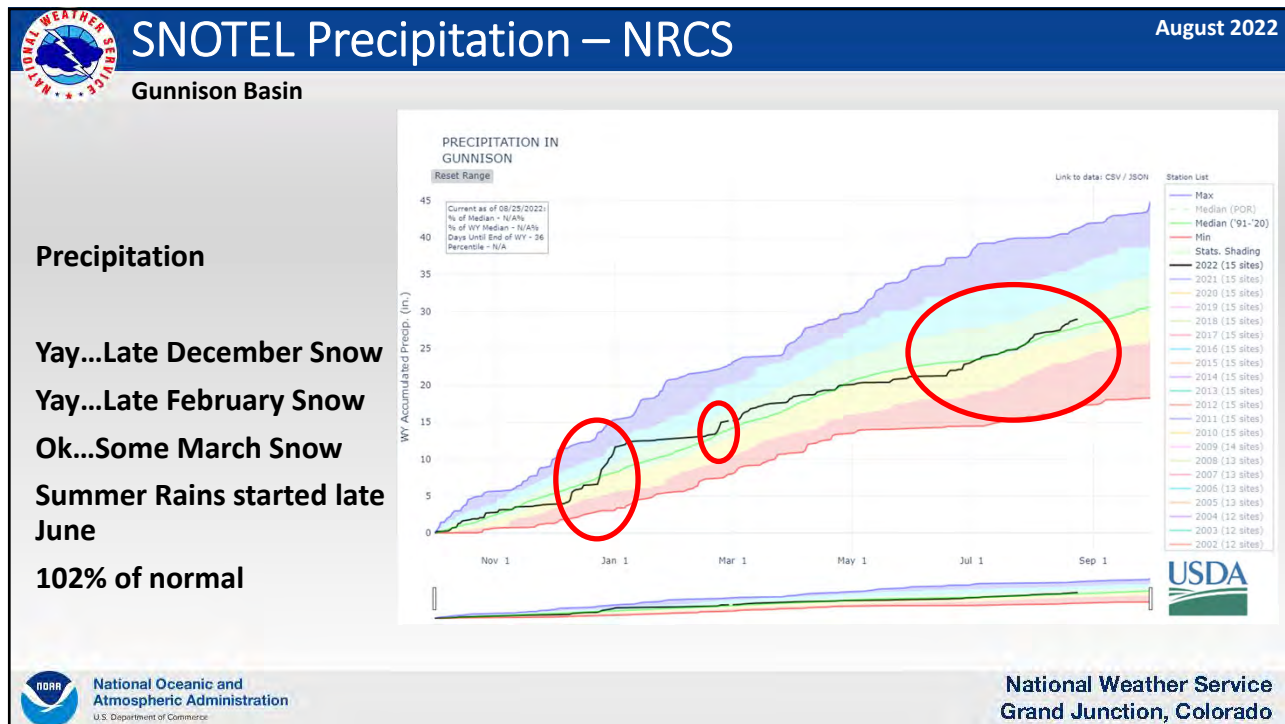 NATIONAL WEATHER SERVICE
SNOTEL Precipitation – NRCS
August 2022
Gunnison Basin
Precipitation
Yay...Late December Snow
Yay...Late February Snow
Ok...Some March Snow
Summer Rains started late
June
102% of normal
PRECIPITATION IN
GUNNISON
Reset Range
Link to data: CSV / JSON
Station List
Current as of 08/25/2022:
% of Median - N/A%
% of WY Median - N/A%
Days Until End of WY - 36
Percentile - N/A
WY Accumulated Precip. (in.)
45
40
35
30
25
20
15
10
5
0
Nov 1
Jan 1
Mar 1
May 1
Jul 1
Sep 1
Max
Median (POR)
Median ('91-'20)
Min
Stats. Shading
2022 (15 sites)
2021 (15 sites)
2020 (15 sites)
2019 (15 sites)
2018 (15 sites)
2017 (15 sites)
2016 (15 sites)
2015 (15 sites)
2014 (15 sites)
2013 (15 sites)
2012 (15 sites)
2011 (15 sites)
2010 (15 sites)
2009 (14 sites)
2008 (13 sites)
2007 (13 sites)
2006 (13 sites)
2005 (13 sites)
2004 (12 sites)
2003 (12 sites)
2002 (12 sites)
USDA
NOAA
National Oceanic and
Atmospheric Administration
U.S. Department of Commerce
National Weather Service
Grand Junction, Colorado